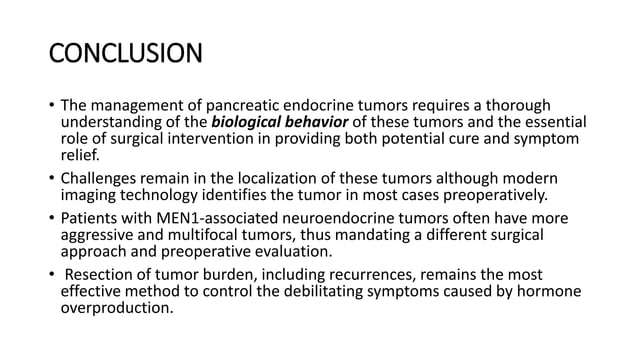 CONCLUSION
• The management of pancreatic endocrine tumors requires a thorough
understanding of the biological behavior of these tumors and the essential
role of surgical intervention in providing both potential cure and symptom
relief.
• Challenges remain in the localization of these tumors although modern
imaging technology identifies the tumor in most cases preoperatively.
• Patients with MEN1-associated neuroendocrine tumors often have more
aggressive and multifocal tumors, thus mandating a different surgical
approach and preoperative evaluation.
• Resection of tumor burden, including recurrences, remains the most
effective method to control the debilitating symptoms caused by hormone
overproduction.